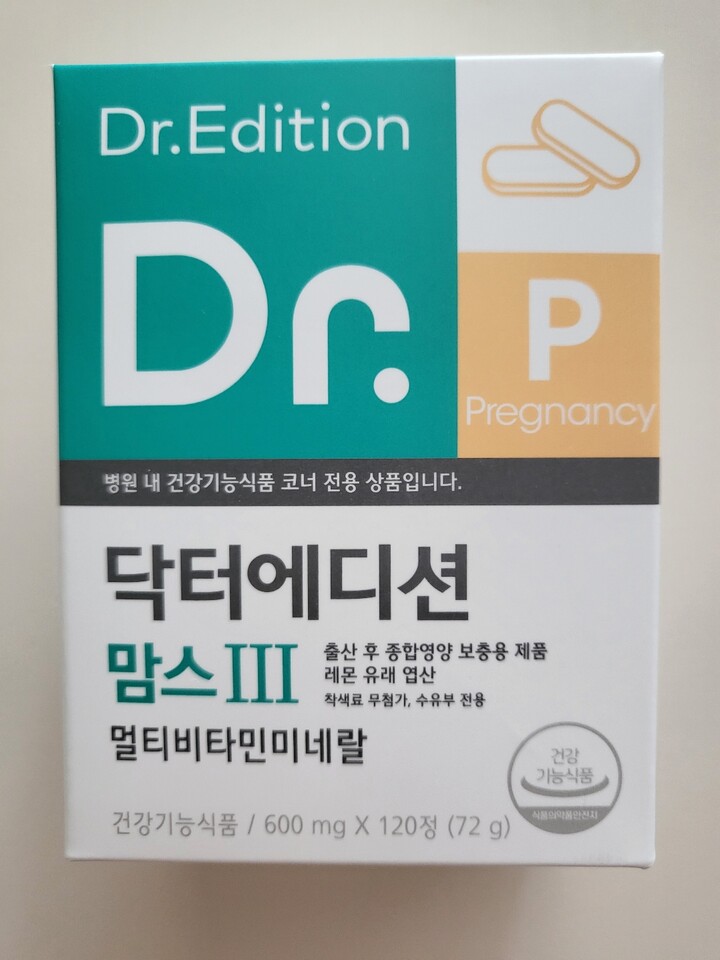 Dr.Edition
Dr.
P
Pregnancy
병원 내 건강기능식품 코너 전용 상품입니다.
닥터에디션
맘스 III
출산 후 종합영양 보충용 제품
레몬 유래 엽산
착색료 무첨가, 수유부 전용
멀티비타민미네랄
건강
기능식품
식품의약품안전처
건강기능식품 / 600 mg X 120정 (72 g)